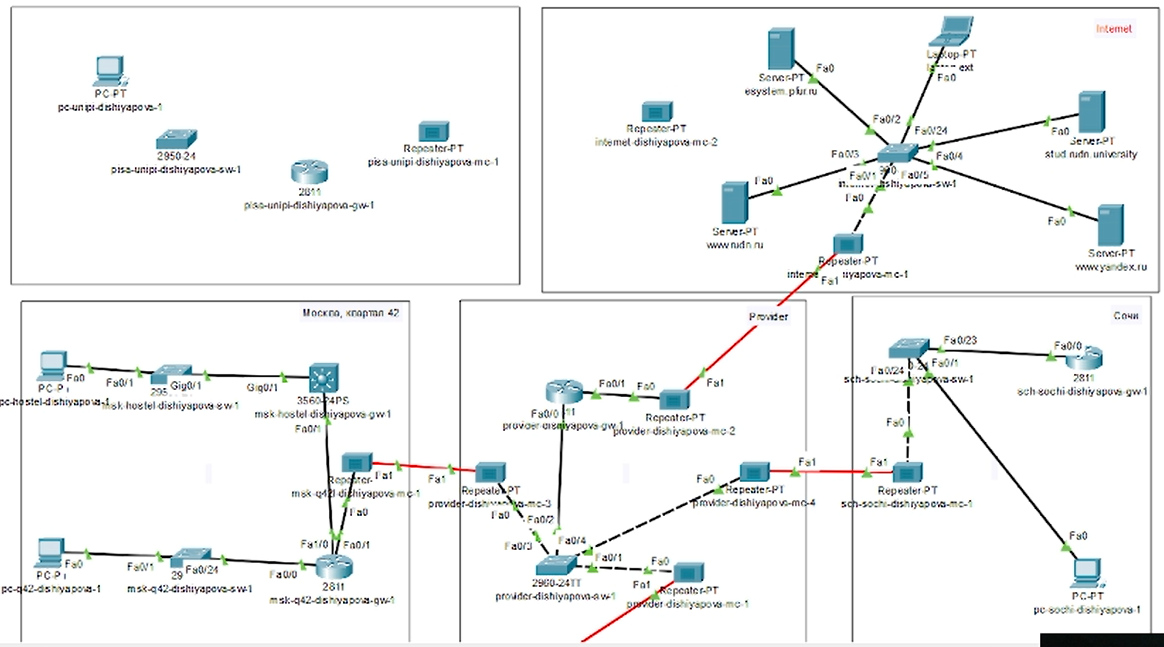 PC-PT
pc-unipi-dishiyapova-1
2950-24
pisa-unipi-dishiyapova-sw-1
2811
pisa-unipi-dishiyapova-gw-1
Repeater-PT
pisa-unipi-dishiyapova-mc-1
Internet
Server-PT
esystem.pfur.ru
Fa0
Fa0
ext
Repeater-PT
internet-dishiyapova-mc-2
Fa0/2
Fa0/24
Fa0
Server-PT
stud.rudn.university
Fa0/3
Fa0/4
Fa0/1
Fa0/5
Fa0
Fa0
Server-PT
www.rudn.ru
Fa0
Server-PT
www.yandex.ru
Repeater-PT
Fa1
Москва, квартал 42
Fa0
Fa0/1
Gig0/1
Gig0/1
msk-hostel-dishiyapova-sw-1
3560-24PS
msk-hostel-dishiyapova-gw-1
Fa0/1
Fa1
msk-q42-dishiyapova-mc-1
Fa0
Fa1/0
Fa0/1
Fa0
Fa0/1
Fa0/24
Fa0/0
pc-q42-dishiyapova-1
msk-q42-dishiyapova-sw-1
2811
msk-q42-dishiyapova-gw-1
Provider
Fa1
Fa0/1
Fa0
Fa0/0
provider-dishiyapova-gw-1
Repeater-PT
provider-dishiyapova-mc-2
Fa1
Repeater-PT
provider-dishiyapova-mc-3
Fa0
Fa0/2
Fa0/3
Fa0/4
Fa0
Fa1
Repeater-PT
provider-dishiyapova-mc-4
2960-24TT
provider-dishiyapova-sw-1
Fa0/1
Fa0
Fa1
Repeater-PT
provider-dishiyapova-mc-1
Сочи
Fa0/23
Fa0/0
Fa0/24
Fa0/1
2811
sch-sochi-dishiyapova-gw-1
Fa0
Fa1
Repeater-PT
sch-sochi-dishiyapova-mc-1
Fa0
PC-PT
pc-sochi-dishiyapova-1